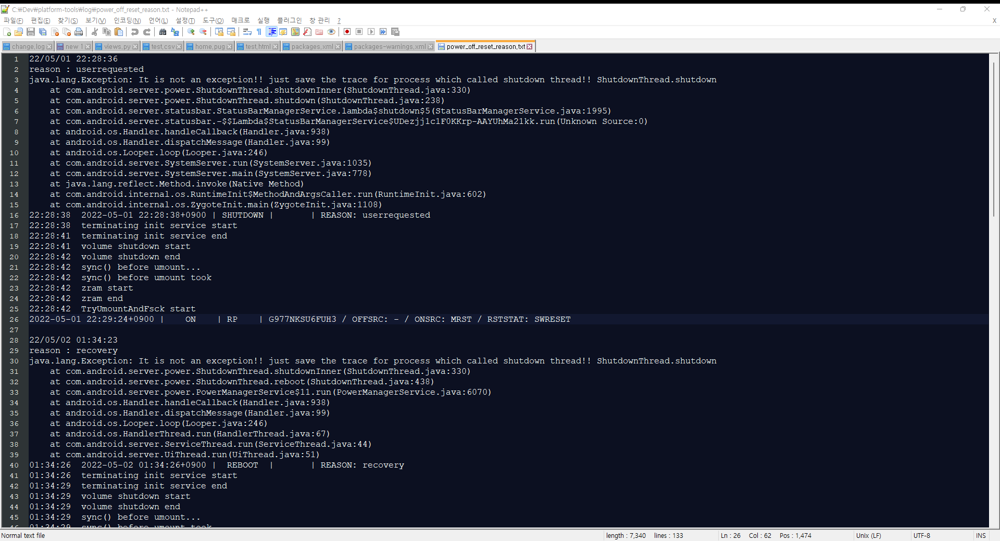 C:₩Dev₩platform-tools₩log₩power_off_reset_reason.txt - Notepad++
파일(F) 편집(E) 찾기(S) 보기(V) 인코딩(N) 언어(L) 설정(T) 도구(O) 매크로 실행 플러그인 창 관리 ? X
change.log new 1 views.py test.csv home.pug test.html packages.xml packages-warnings.xml power_off_reset_reason.txt
1 22/05/01 22:28:36
2 reason : userrequested
3 java.lang.Exception: It is not an exception!! just save the trace for process which called shutdown thread!! ShutdownThread.shutdown
4 at com.android.server.power.ShutdownThread.shutdownInner(ShutdownThread.java:330)
5 at com.android.server.power.ShutdownThread.shutdown(ShutdownThread.java:238)
6 at com.android.server.statusbar.StatusBarManagerService.lambda$shutdown$5(StatusBarManagerService.java:1995)
7 at com.android.server.statusbar.-$$Lambda$StatusBarManagerService$UDezjj1c1F0KKrp-AAYUhMa21kk.run(Unknown Source:0)
8 at android.os.Handler.handleCallback(Handler.java:938)
9 at android.os.Handler.dispatchMessage(Handler.java:99)
10 at android.os.Looper.loop(Looper.java:246)
11 at com.android.server.SystemServer.run(SystemServer.java:1035)
12 at com.android.server.SystemServer.main(SystemServer.java:778)
13 at java.lang.reflect.Method.invoke(Native Method)
14 at com.android.internal.os.RuntimeInit$MethodAndArgsCaller.run(RuntimeInit.java:602)
15 at com.android.internal.os.ZygoteInit.main(ZygoteInit.java:1108)
16 22:28:38 2022-05-01 22:28:38+0900 | SHUTDOWN | | REASON: userrequested
17 22:28:38 terminating init service start
18 22:28:41 terminating init service end
19 22:28:41 volume shutdown start
20 22:28:42 volume shutdown end
21 22:28:42 sync() before umount...
22 22:28:42 sync() before umount took
23 22:28:42 zram start
24 22:28:42 zram end
25 22:28:42 TryUmountAndFsck start
26 2022-05-01 22:29:24+0900 | ON | RP | G977NKSU6FUH3 / OFFSRC: - / ONSRC: MRST / RSTSTAT: SWRESET
27
28 22/05/02 01:34:23
29 reason : recovery
30 java.lang.Exception: It is not an exception!! just save the trace for process which called shutdown thread!! ShutdownThread.shutdown
31 at com.android.server.power.ShutdownThread.shutdownInner(ShutdownThread.java:330)
32 at com.android.server.power.ShutdownThread.reboot(ShutdownThread.java:438)
33 at com.android.server.power.PowerManagerService$11.run(PowerManagerService.java:6070)
34 at android.os.Handler.handleCallback(Handler.java:938)
35 at android.os.Handler.dispatchMessage(Handler.java:99)
36 at android.os.Looper.loop(Looper.java:246)
37 at android.os.HandlerThread.run(HandlerThread.java:67)
38 at com.android.server.ServiceThread.run(ServiceThread.java:44)
39 at com.android.server.UiThread.run(UiThread.java:51)
40 01:34:26 2022-05-02 01:34:26+0900 | REBOOT | | REASON: recovery
41 01:34:26 terminating init service start
42 01:34:29 terminating init service end
43 01:34:29 volume shutdown start
44 01:34:29 volume shutdown end
45 01:34:29 sync() before umount...
46 01:34:29 sync() before umount took
Normal text file length : 7,340 lines : 133 Ln : 26 Col : 62 Pos : 1,474 Unix (LF) UTF-8 INS